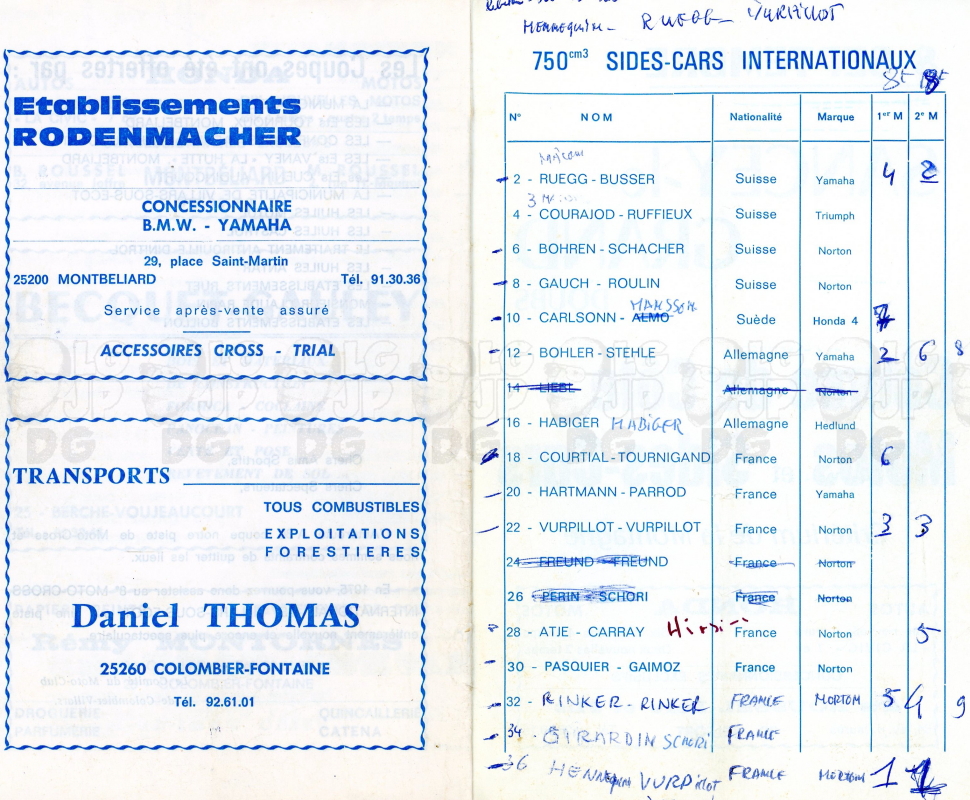 Etablissements
RODENMACHER
CONCESSIONNAIRE
B.M.W. - YAMAHA
29, place Saint-Martin
25200 MONTBELIARD Tél. 91.30.36
Service après-vente assuré
ACCESSOIRES CROSS - TRIAL
TRANSPORTS
TOUS COMBUSTIBLES
EXPLOITATIONS
FORESTIERES
Daniel THOMAS
25260 COLOMBIER-FONTAINE
Tél. 92.61.01
HENNEQUIN - RUEGG - VURPILLOT
750 cm3 SIDES-CARS INTERNATIONAUX
N° NOM Nationalité Marque 1er M 2e M
2 - RUEGG - BUSSER Suisse Yamaha 4 2
4 - COURAJOD - RUFFIEUX Suisse Triumph
6 - BOHREN - SCHACHER Suisse Norton
8 - GAUCH - ROULIN Suisse Norton
HANSSEN
10 - CARLSONN - ALMO Suède Honda 4
12 - BOHLER - STEHLE Allemagne Yamaha 2 6 8
14 - LIEBL Allemagne Norton
16 - HABIGER HABIGER Allemagne Hedlund
18 - COURTIAL - TOURNIGAND France Norton 6
20 - HARTMANN - PARROD France Yamaha
22 - VURPILLOT - VURPILLOT France Norton 3 3
24 - FREUND - FREUND France Norton
26 - PERIN - SCHORI France Norton
28 - ATJE - CARRAY France Norton 5
30 - PASQUIER - GAIMOZ France Norton
32 - RINKER - RINKER FRANCE NORTON 5 4 9
34 - GIRARDIN SCHORI FRANCE
36 HENNEQUIN VURPILLOT FRANCE NORTON 1 1
LG
JP
DG